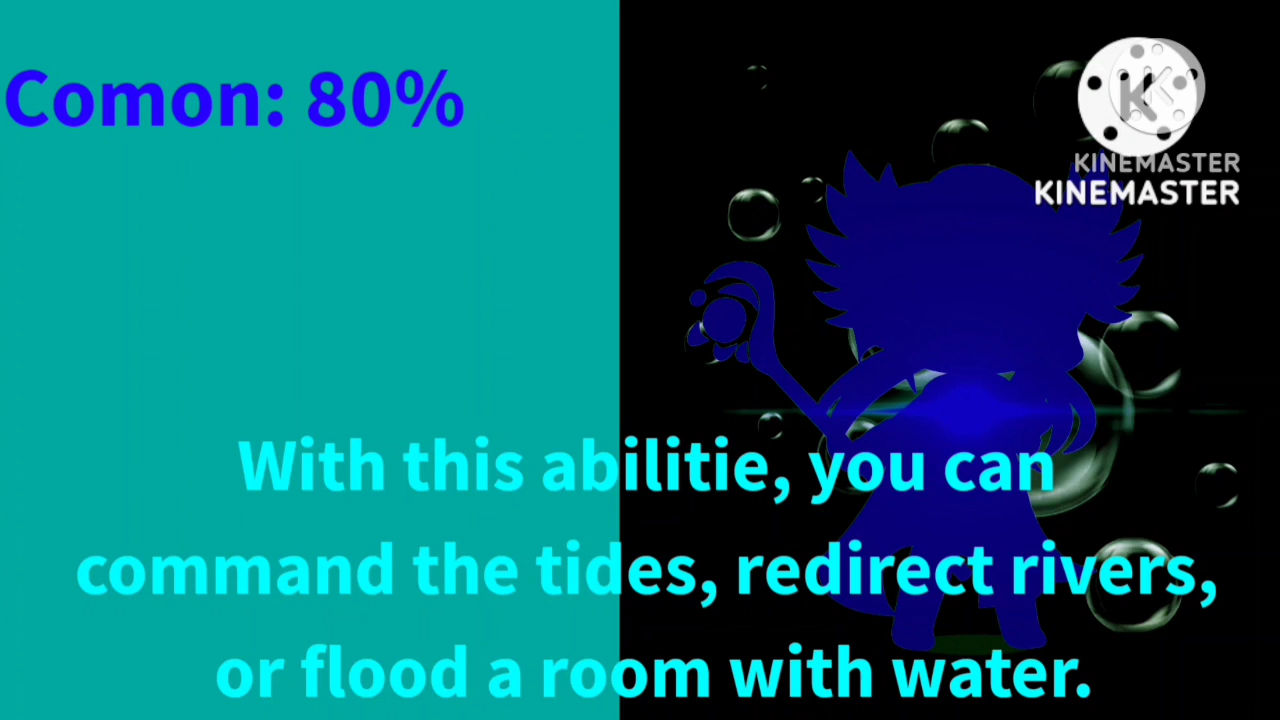 Comon: 80%
KINEMASTER
KINEMASTER
With this abilitie, you can
command the tides, redirect rivers,
or flood a room with water.